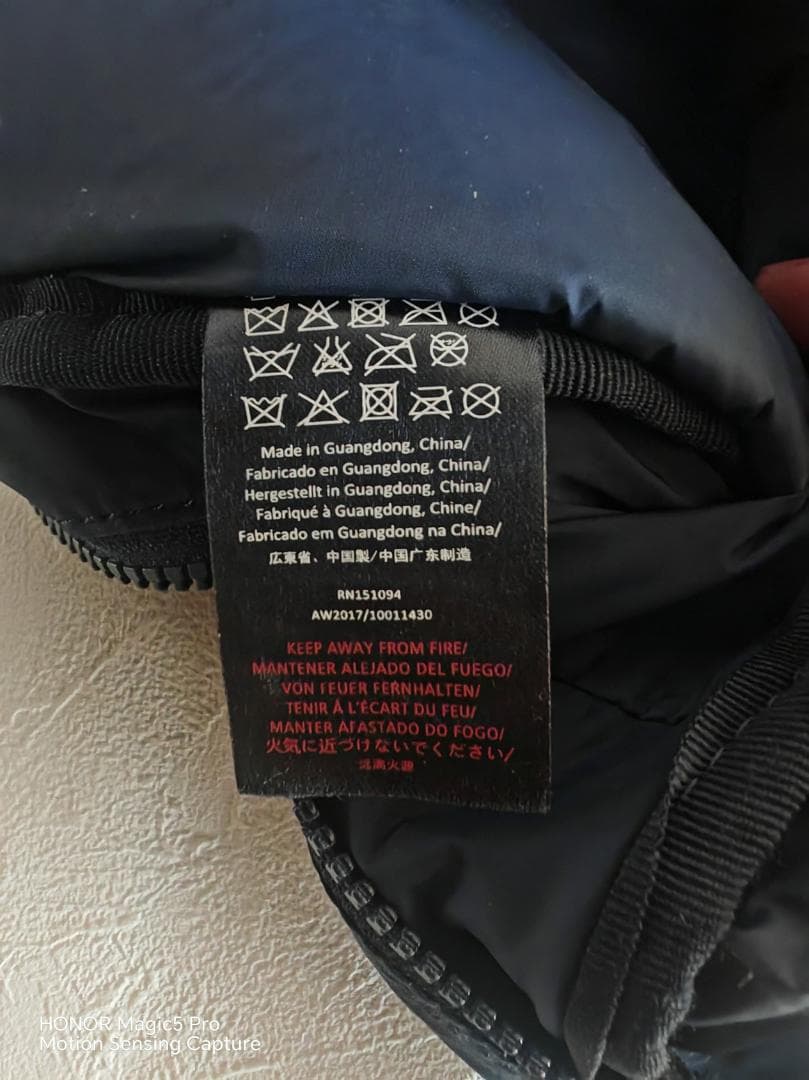 Made in Guangdong, China/
Fabricado en Guangdong, China/
Hergestellt in Guangdong, China/
Fabriqué à Guangdong, Chine/
Fabricado em Guangdong na China/
広東省、中国製/中国广东制造
RN151094
AW2017/10011430
KEEP AWAY FROM FIRE/
MANTENER ALEJADO DEL FUEGO/
VON FEUER FERNHALTEN/
TENIR À L'ÉCART DU FEU/
MANTER AFASTADO DO FOGO/
火気に近づけないでください/
远离火源
HONOR Magic5 Pro
Motion Sensing Capture